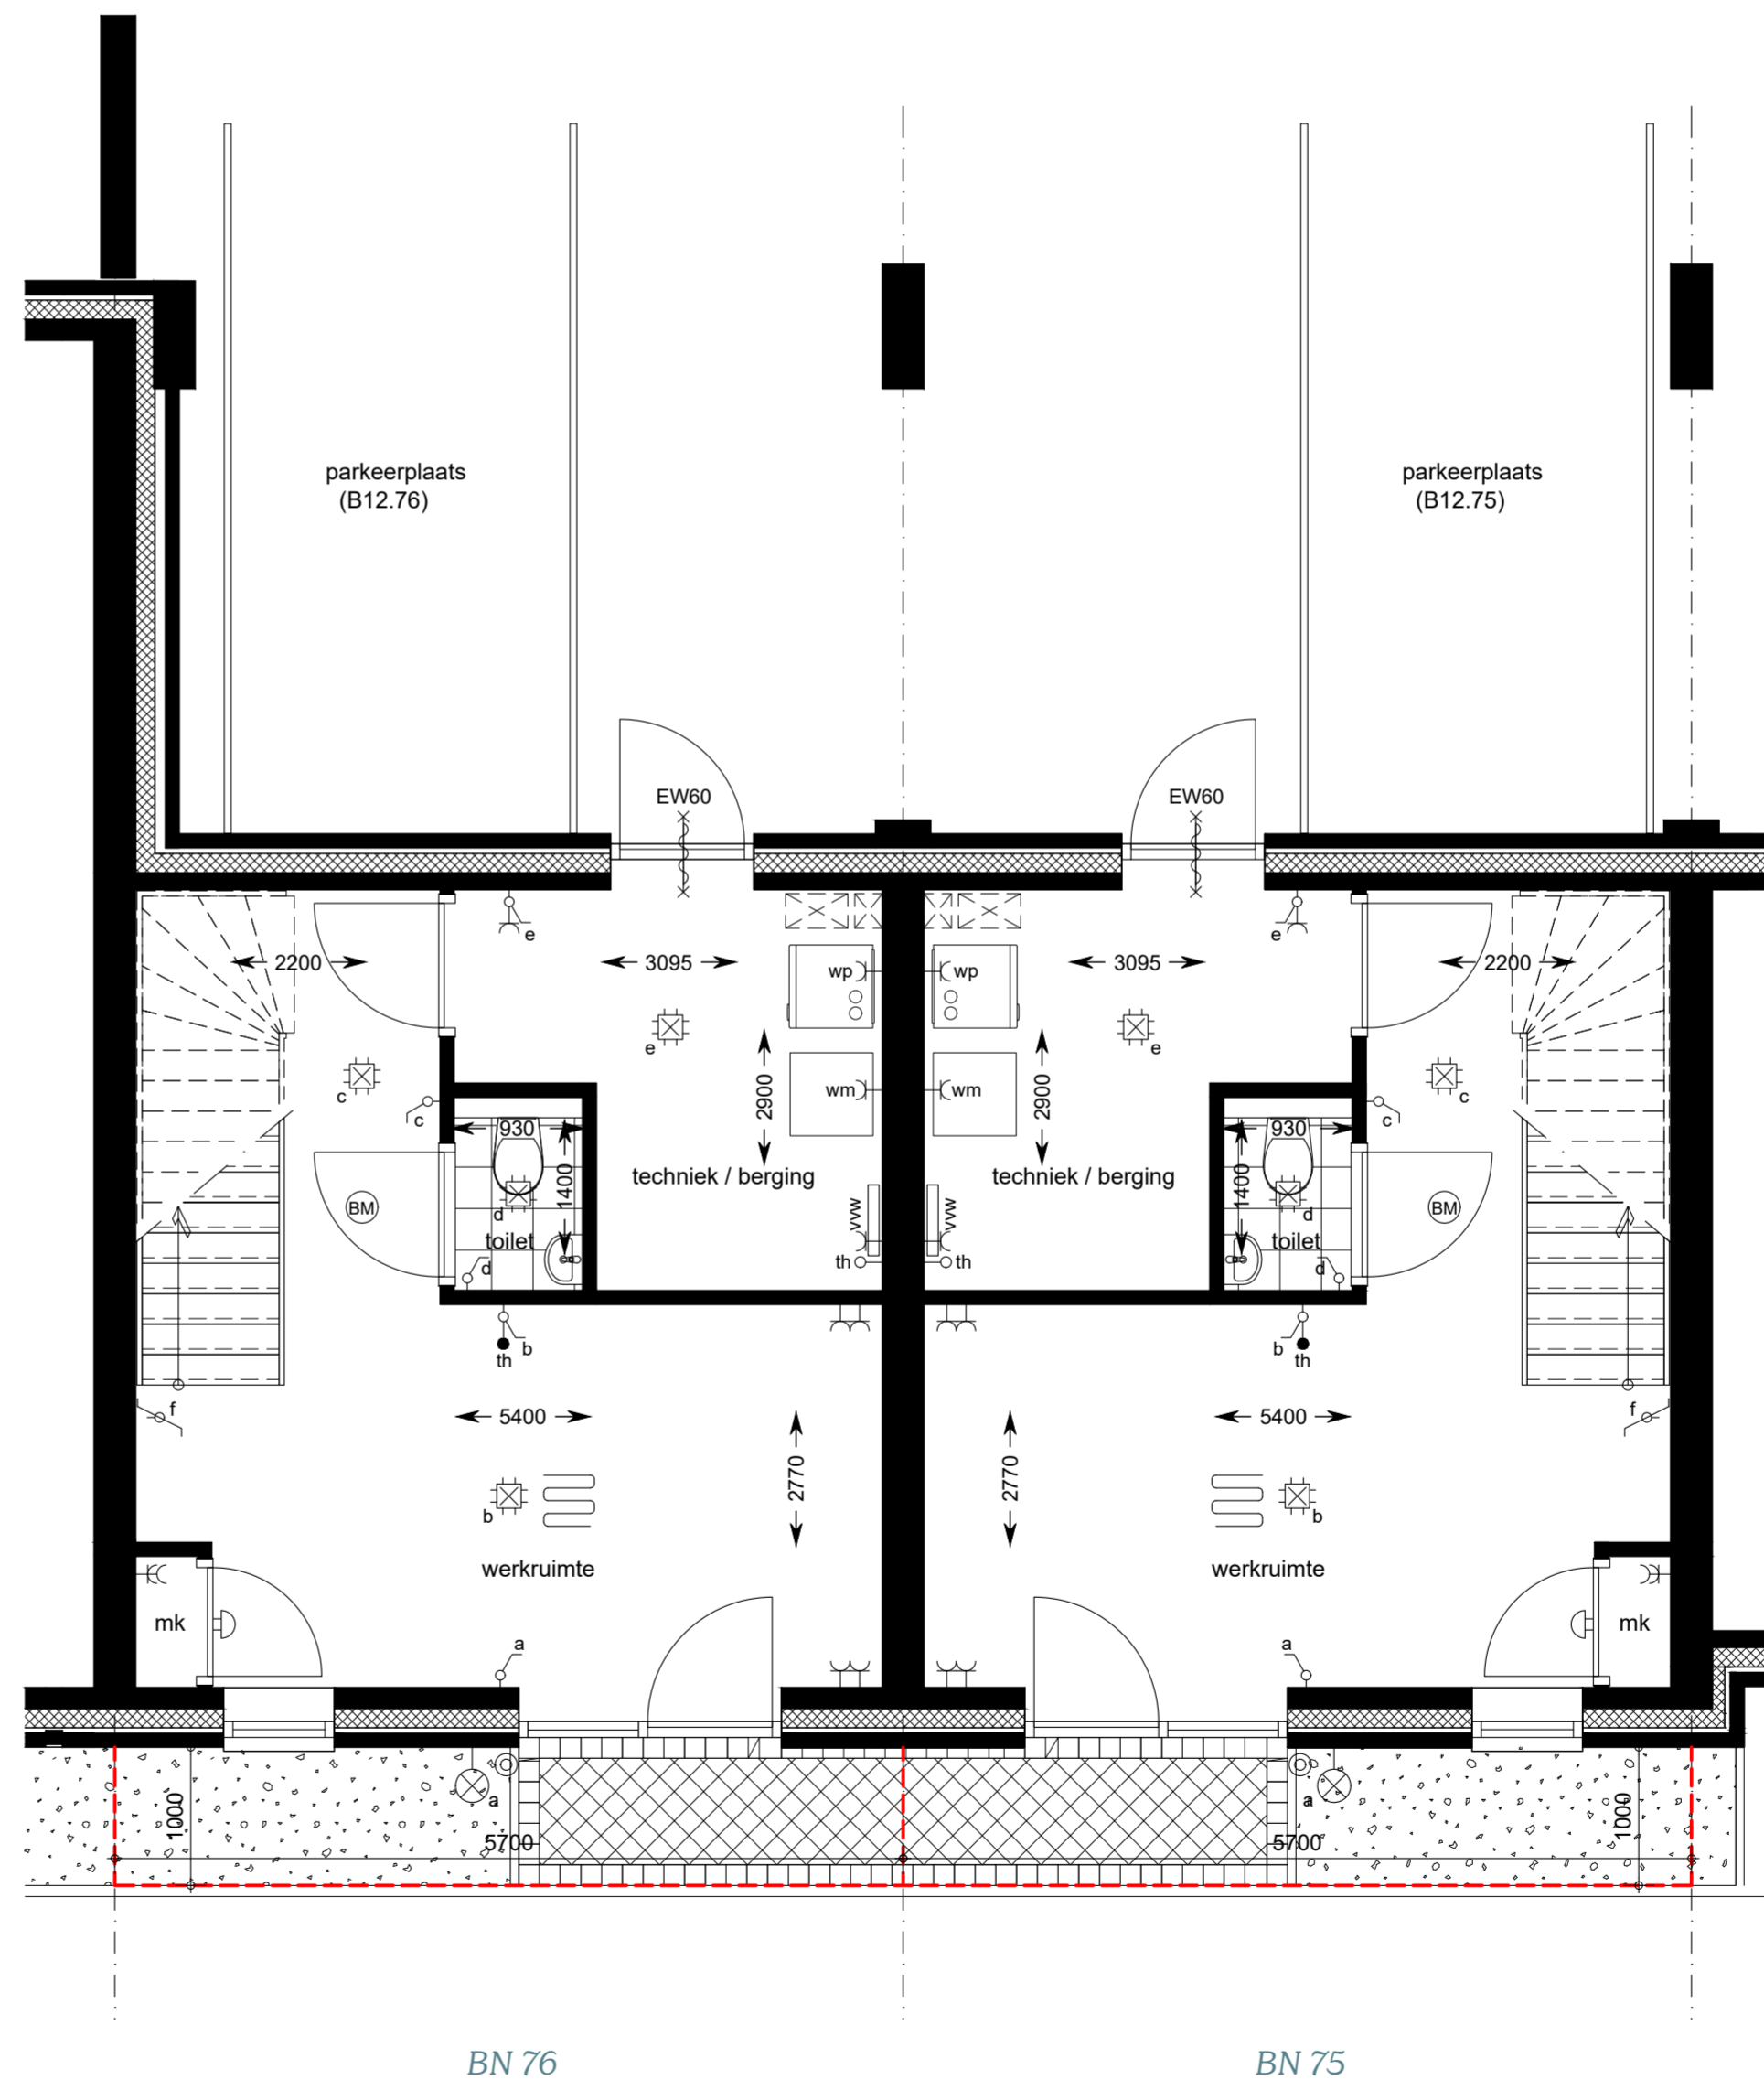 parkeerplaats
(B12.76)
parkeerplaats
(B12.75)
EW60
EW60
e
e
2200
3095
3095
2200
wp
wp
e
e
c
c
2900
2900
wm
wm
c
c
930
930
1400
1400
techniek / berging
techniek / berging
BM
BM
d
d
vvw
vvw
toilet
toilet
d
d
th
th
b
b
th
th
f
f
5400
5400
2770
2770
b
b
werkruimte
werkruimte
mk
mk
a
a
a
a
1000
1000
5700
5700
BN 76
BN 75